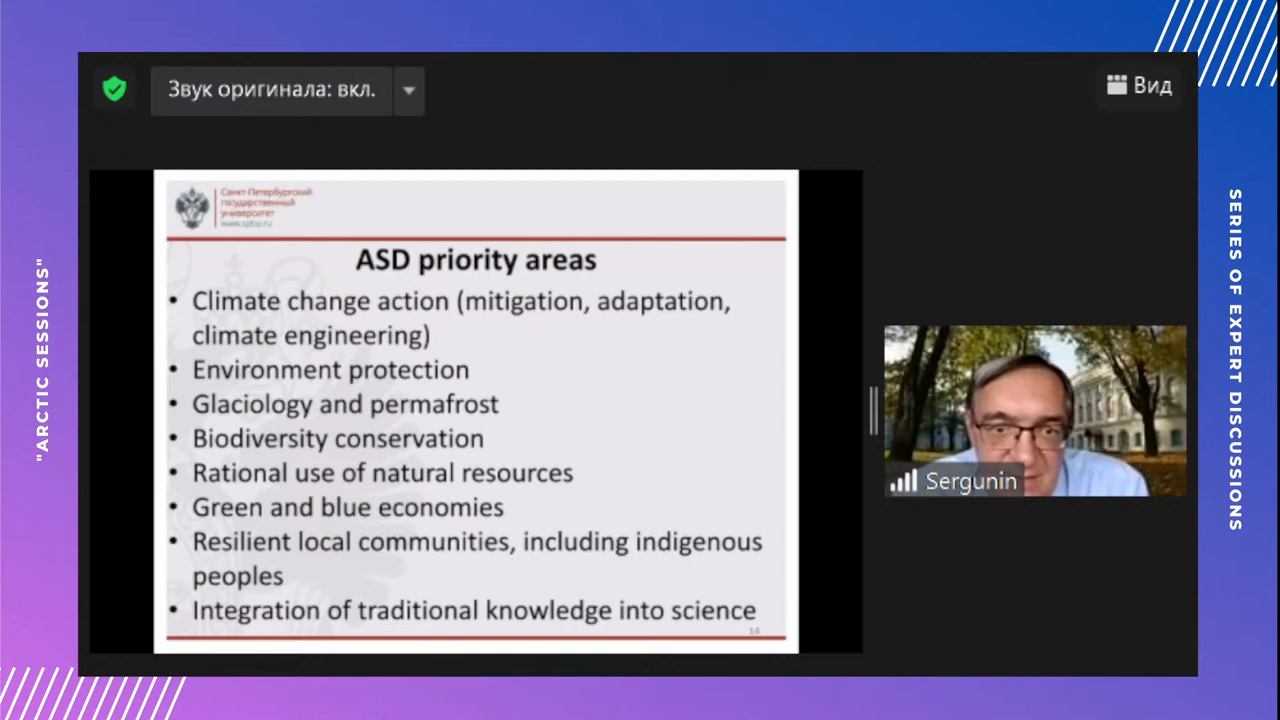 "ARCTIC SESSIONS"
Звук оригинала: вкл.
Вид
Санкт-Петербургский
государственный
университет
www.spbu.ru
ASD priority areas
• Climate change action (mitigation, adaptation,
climate engineering)
• Environment protection
• Glaciology and permafrost
• Biodiversity conservation
• Rational use of natural resources
• Green and blue economies
• Resilient local communities, including indigenous
peoples
• Integration of traditional knowledge into science
14
Sergunin
SERIES OF EXPERT DISCUSSIONS